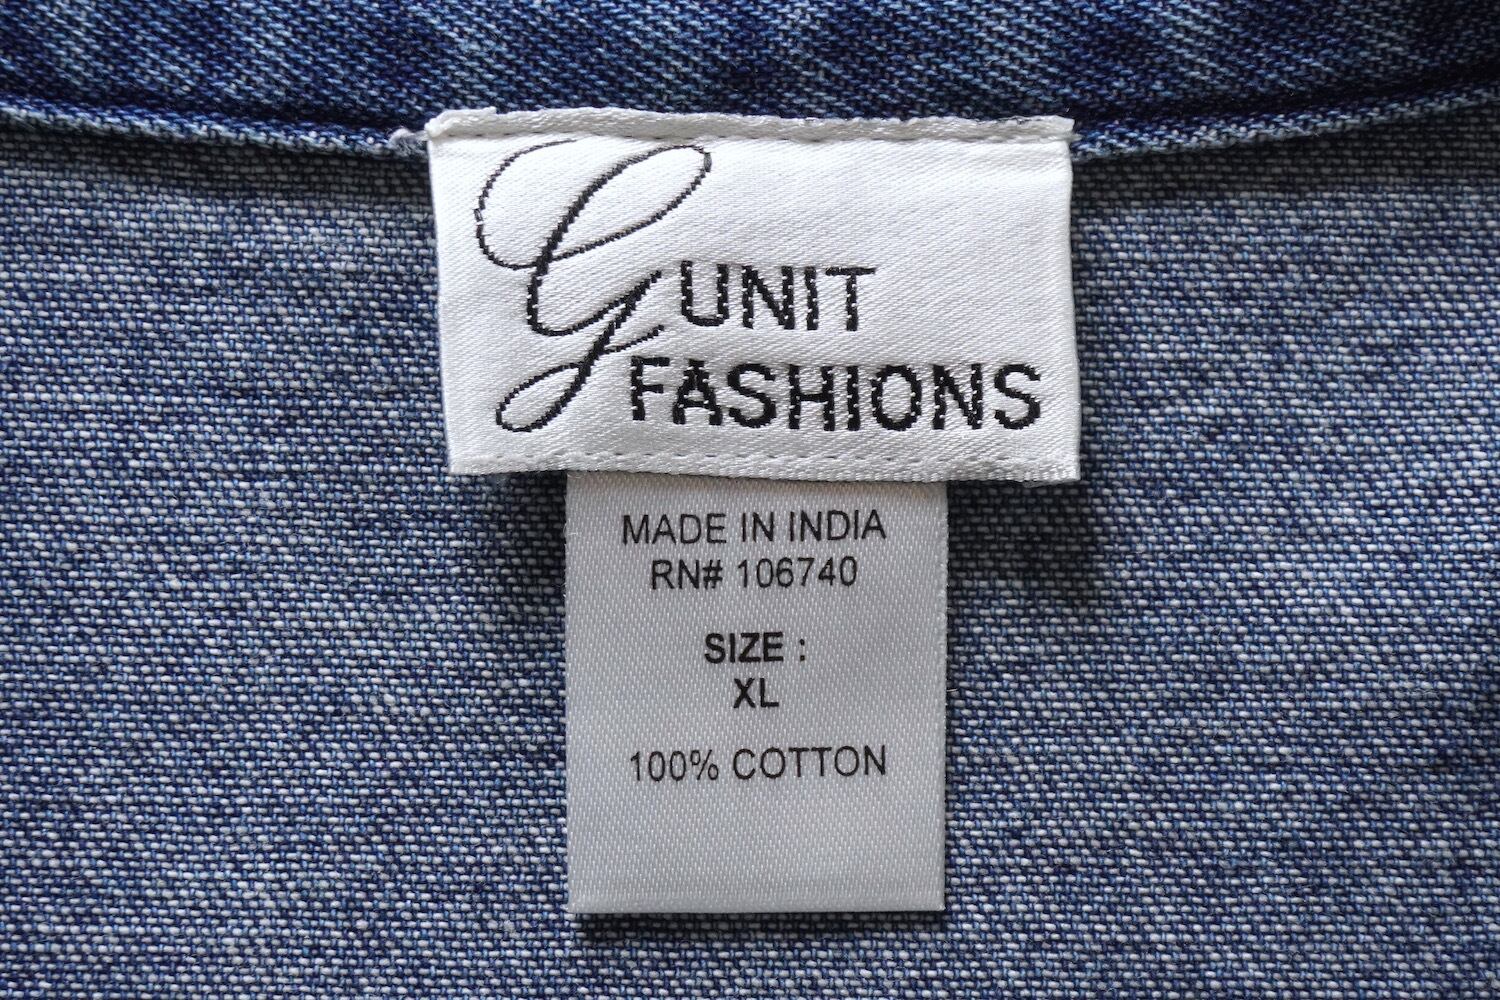 G UNIT
FASHIONS
MADE IN INDIA
RN# 106740
SIZE :
XL
100% COTTON